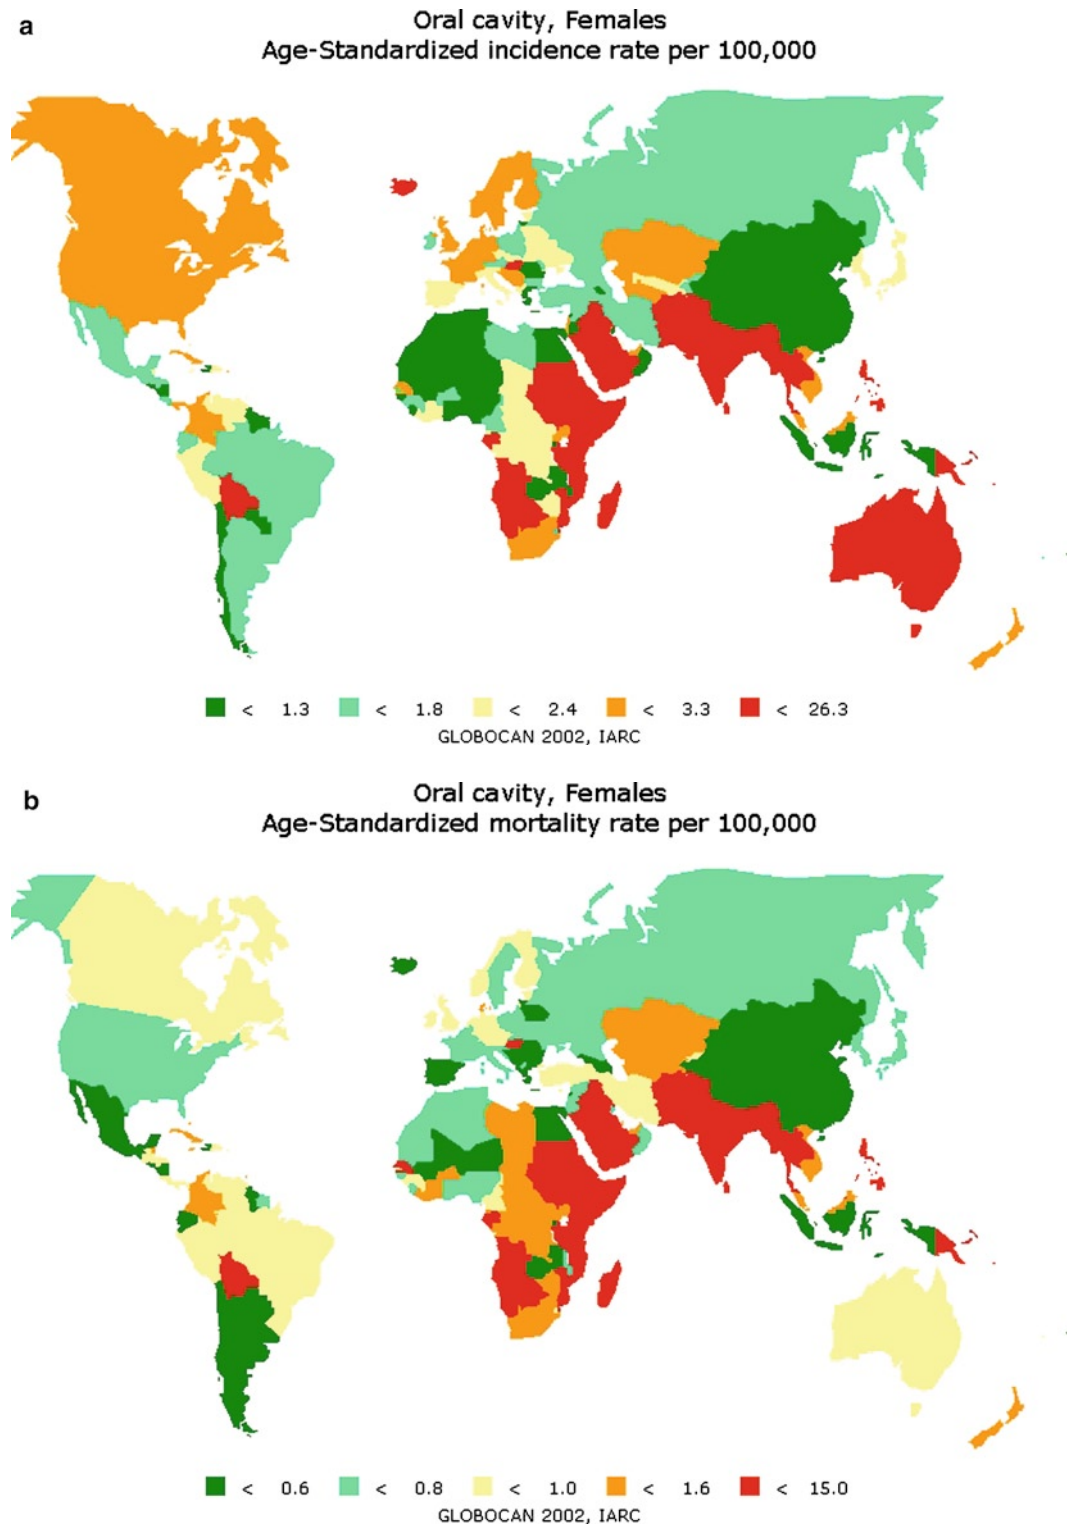 a
Oral cavity, Females
Age-Standardized incidence rate per 100,000
< 1.3 < 1.8 < 2.4 < 3.3 < 26.3
GLOBOCAN 2002, IARC
b
Oral cavity, Females
Age-Standardized mortality rate per 100,000
< 0.6 < 0.8 < 1.0 < 1.6 < 15.0
GLOBOCAN 2002, IARC